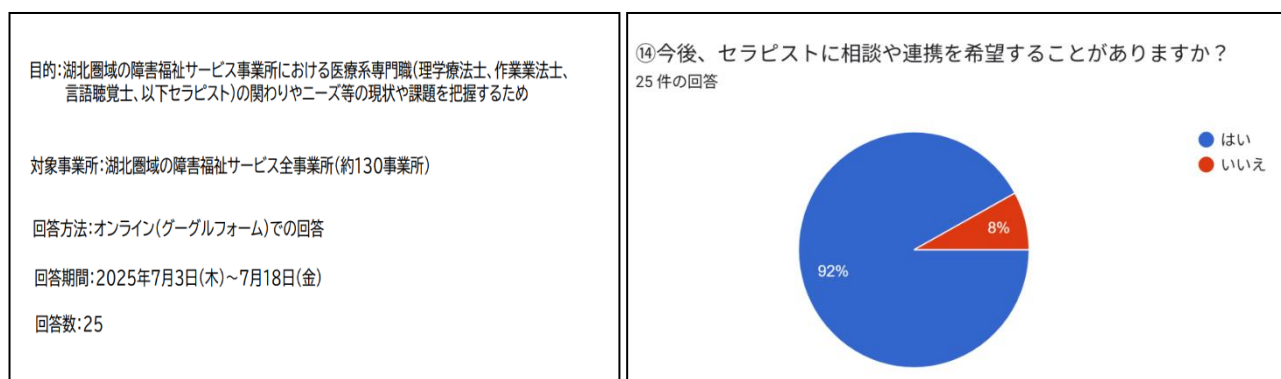 目的:湖北圏域の障害福祉サービス事業所における医療系専門職(理学療法士、作業業法士、
言語聴覚士、以下セラピスト)の関わりやニーズ等の現状や課題を把握するため
対象事業所:湖北圏域の障害福祉サービス全事業所(約130事業所)
回答方法:オンライン(グーグルフォーム)での回答
回答期間:2025年7月3日(木)～7月18日(金)
回答数:25
⑭今後、セラピストに相談や連携を希望することがありますか？
25 件の回答
はい
いいえ
8%
92%